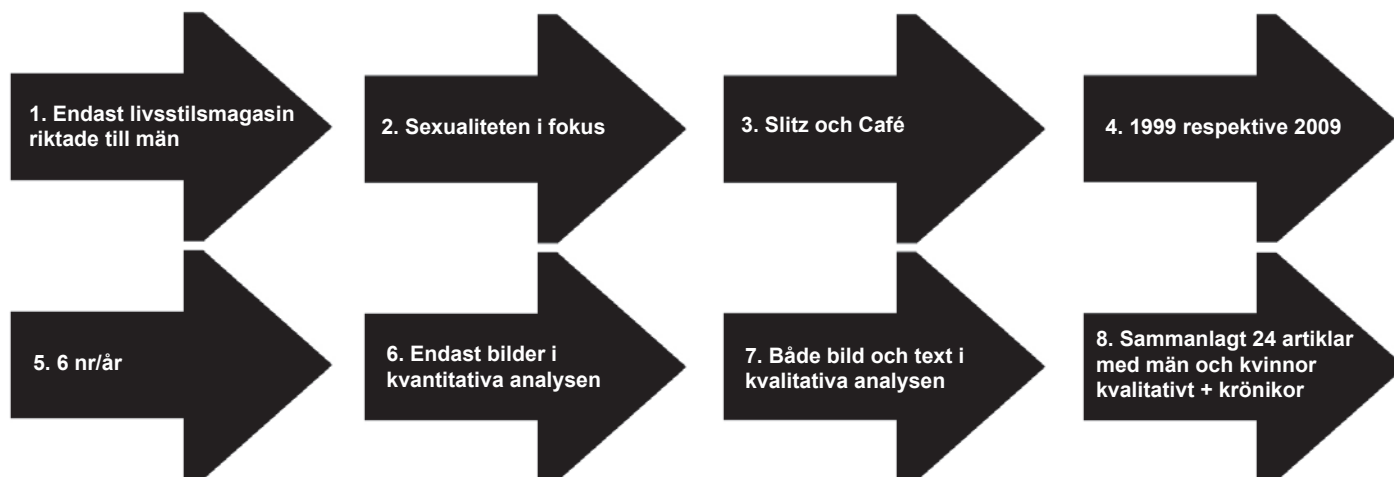 1. Endast livsstilsmagasin
riktade till män
2. Sexualiteten i fokus
3. Slitz och Café
4. 1999 respektive 2009
5. 6 nr/år
6. Endast bilder i
kvantitativa analysen
7. Både bild och text i
kvalitativa analysen
8. Sammanlagt 24 artiklar
med män och kvinnor
kvalitativt + krönikor